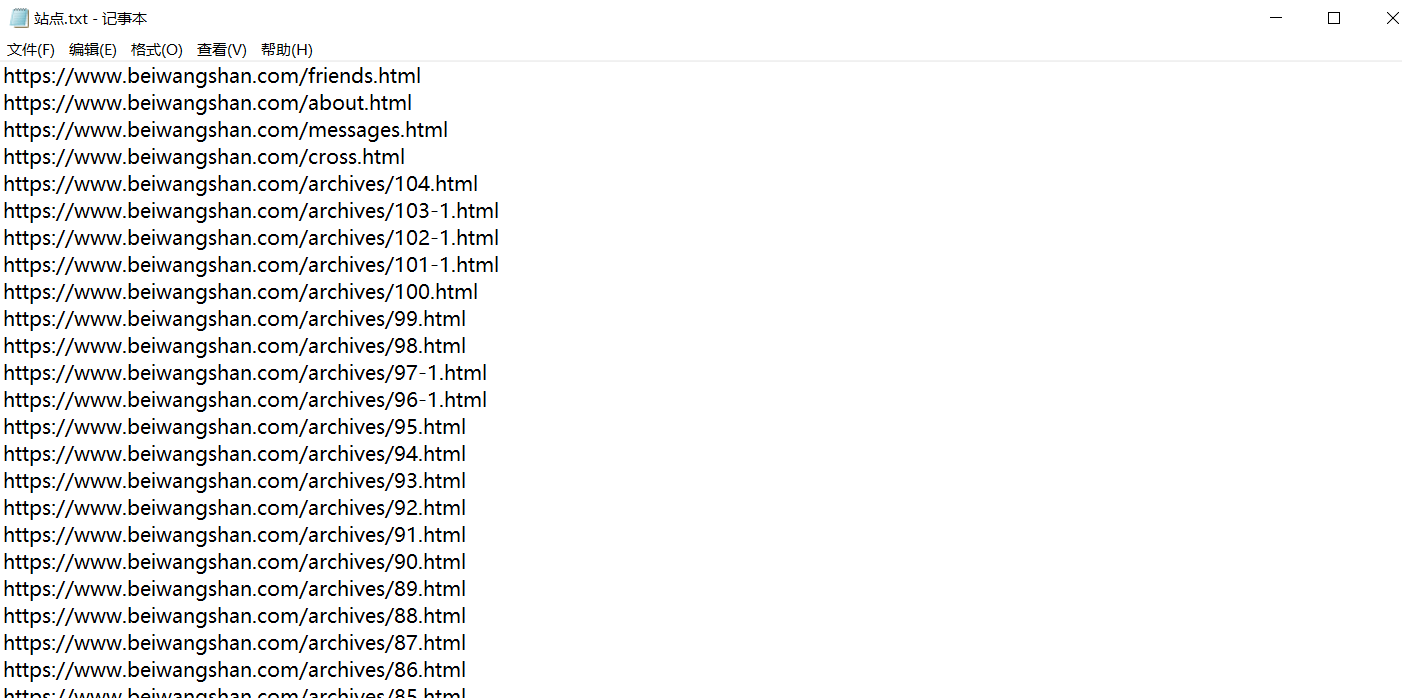 站点.txt - 记事本
文件(F) 编辑(E) 格式(O) 查看(V) 帮助(H)
https://www.beiwangshan.com/friends.html
https://www.beiwangshan.com/about.html
https://www.beiwangshan.com/messages.html
https://www.beiwangshan.com/cross.html
https://www.beiwangshan.com/archives/104.html
https://www.beiwangshan.com/archives/103-1.html
https://www.beiwangshan.com/archives/102-1.html
https://www.beiwangshan.com/archives/101-1.html
https://www.beiwangshan.com/archives/100.html
https://www.beiwangshan.com/archives/99.html
https://www.beiwangshan.com/archives/98.html
https://www.beiwangshan.com/archives/97-1.html
https://www.beiwangshan.com/archives/96-1.html
https://www.beiwangshan.com/archives/95.html
https://www.beiwangshan.com/archives/94.html
https://www.beiwangshan.com/archives/93.html
https://www.beiwangshan.com/archives/92.html
https://www.beiwangshan.com/archives/91.html
https://www.beiwangshan.com/archives/90.html
https://www.beiwangshan.com/archives/89.html
https://www.beiwangshan.com/archives/88.html
https://www.beiwangshan.com/archives/87.html
https://www.beiwangshan.com/archives/86.html
https://www.beiwangshan.com/archives/85.html